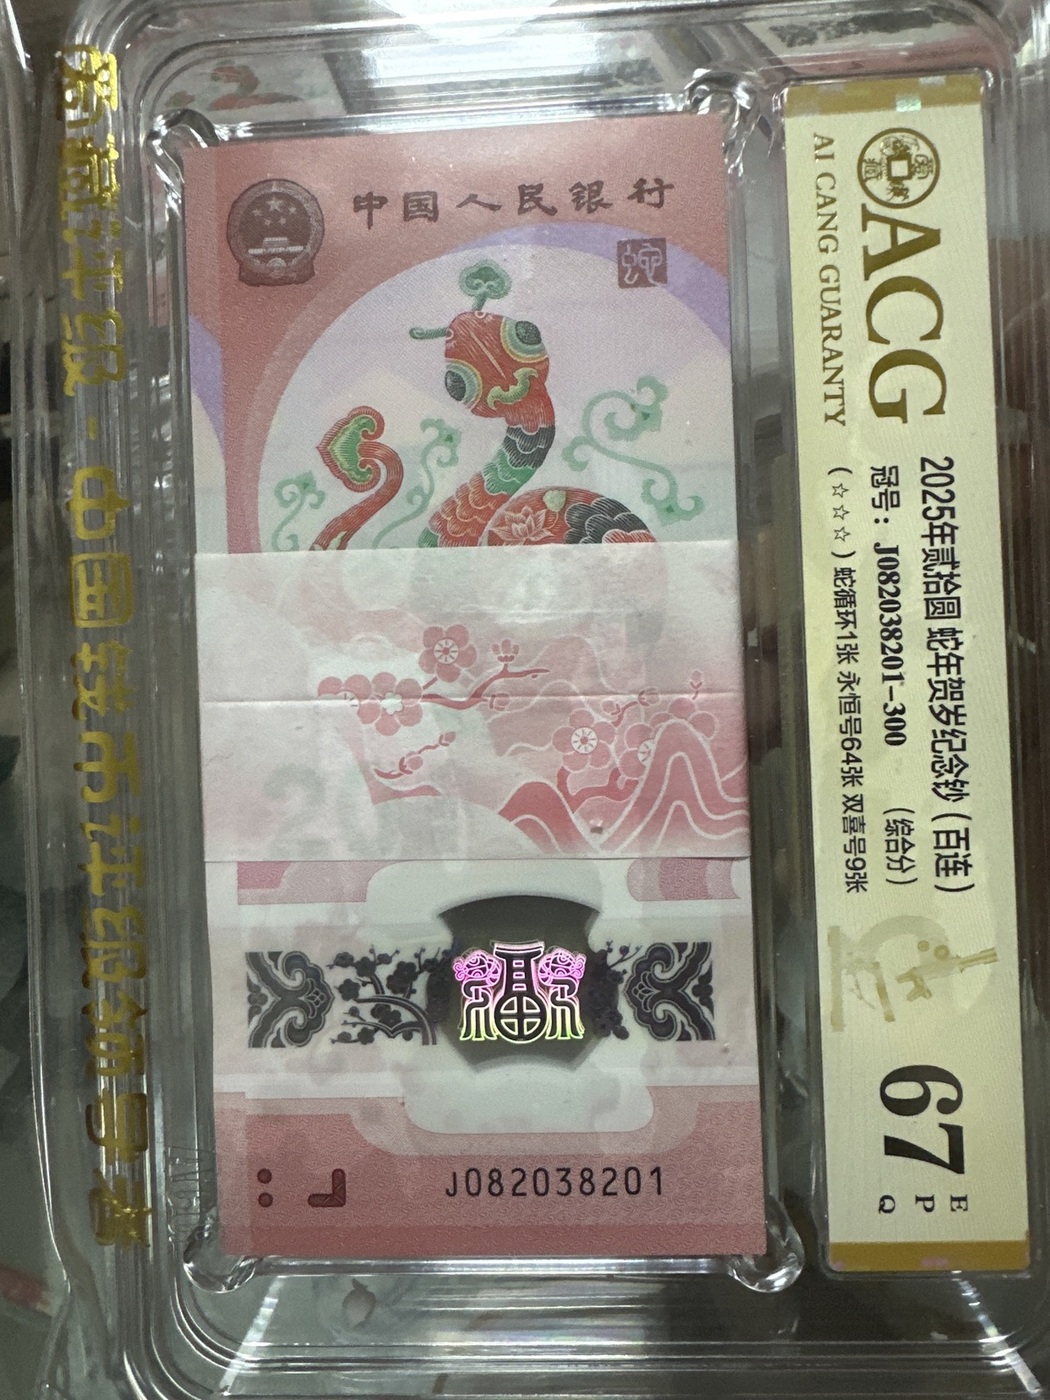 中国人民银行
蛇
J082038201
ACG
AI CANG GUARANTY
2025年贰拾圆 蛇年贺岁纪念钞（百连）
冠号：J082038201-300 （综合分）
（☆☆☆）蛇循环1张 永恒号64张 双喜号9张
67
E
P
Q